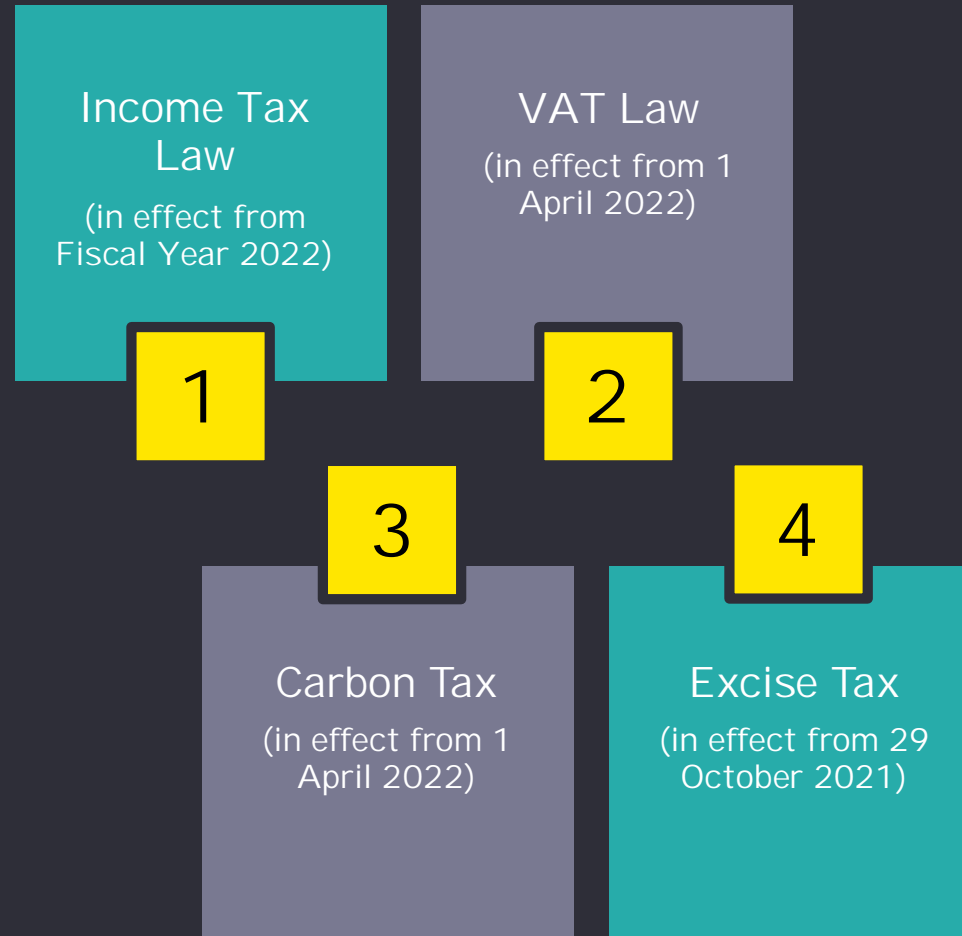 Income Tax
Law
(in effect from
Fiscal Year 2022)
1
VAT Law
(in effect from 1
April 2022)
2
3
Carbon Tax
(in effect from 1
April 2022)
4
Excise Tax
(in effect from 29
October 2021)